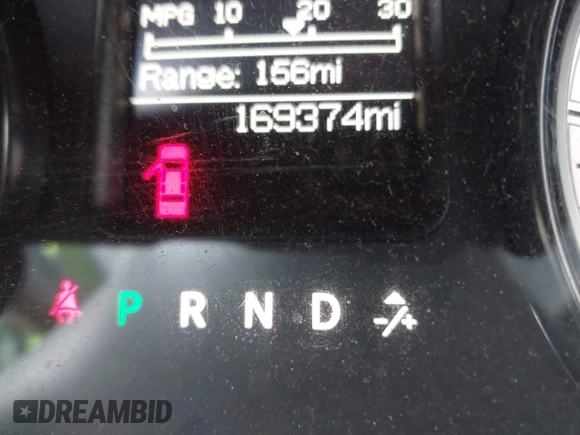 MPG 10 20 30
Range: 156mi
169374mi
P R N D -/+
DREAMBID